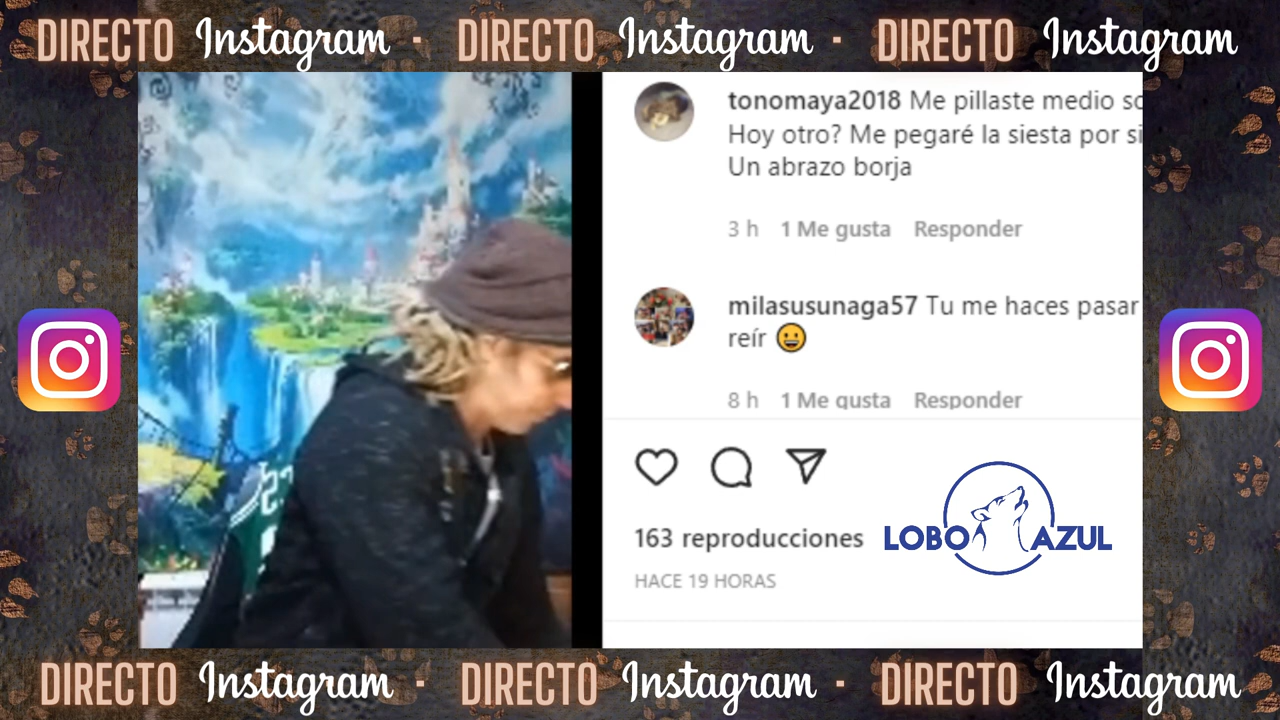 DIRECTO Instagram · DIRECTO Instagram · DIRECTO Instagram
tonomaya2018 Me pillaste medio
Hoy otro? Me pegaré la siesta por si
Un abrazo borja
3 h 1 Me gusta Responder
milasusunaga57 Tu me haces pasar
reír 😀
8 h 1 Me gusta Responder
163 reproducciones
HACE 19 HORAS
LOBO AZUL
23
DIRECTO Instagram · DIRECTO Instagram · DIRECTO Instagram